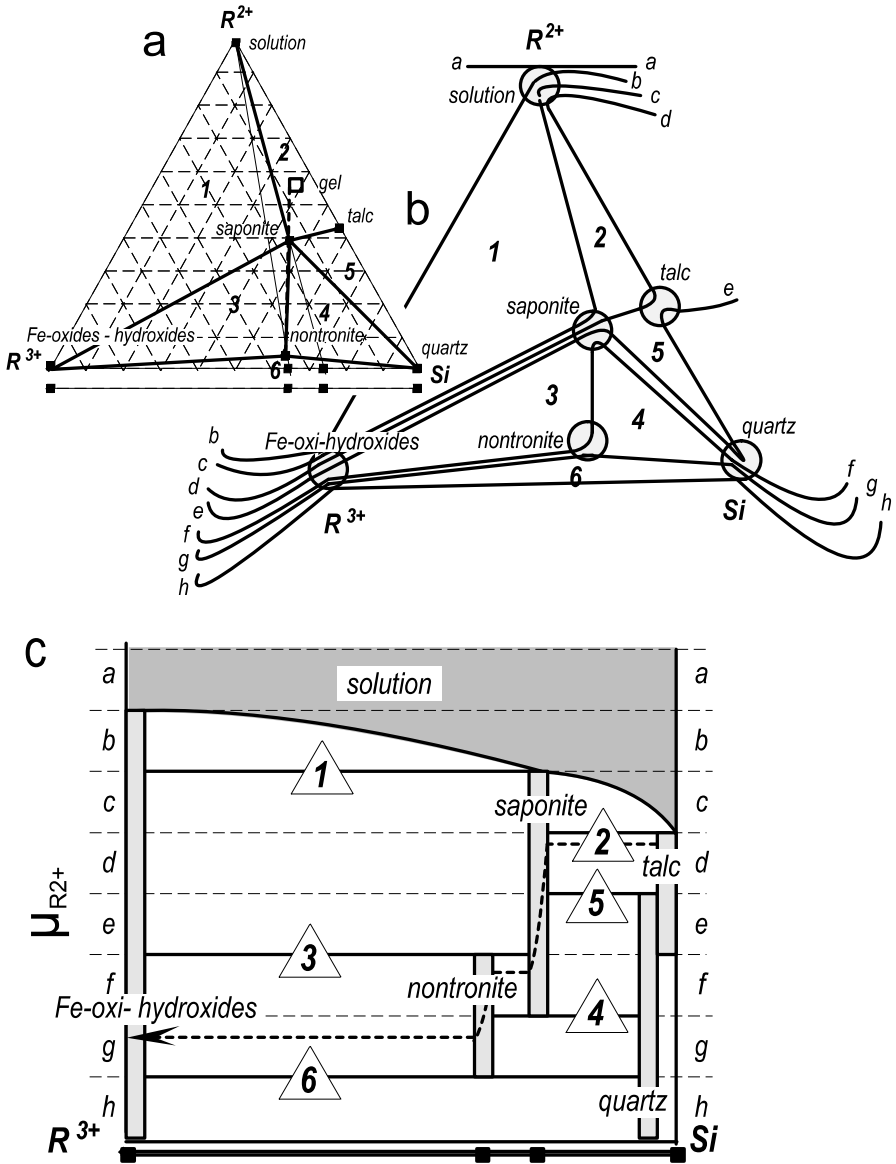 a
R2+
solution
2
1
gel
saponite
talc
5
3
4
Fe-oxides - hydroxides
nontronite
quartz
R3+
6
Si
b
R2+
a
a
solution
b
c
d
1
2
talc
e
saponite
5
3
4
quartz
nontronite
Fe-oxi-hydroxides
6
b
c
d
e
f
g
h
R3+
Si
f
g
h
c
a
solution
a
b
b
1
c
saponite
c
2
d
talc
d
μR2+
5
e
e
3
f
nontronite
f
Fe-oxi- hydroxides
4
g
g
6
h
quartz
h
R3+
Si